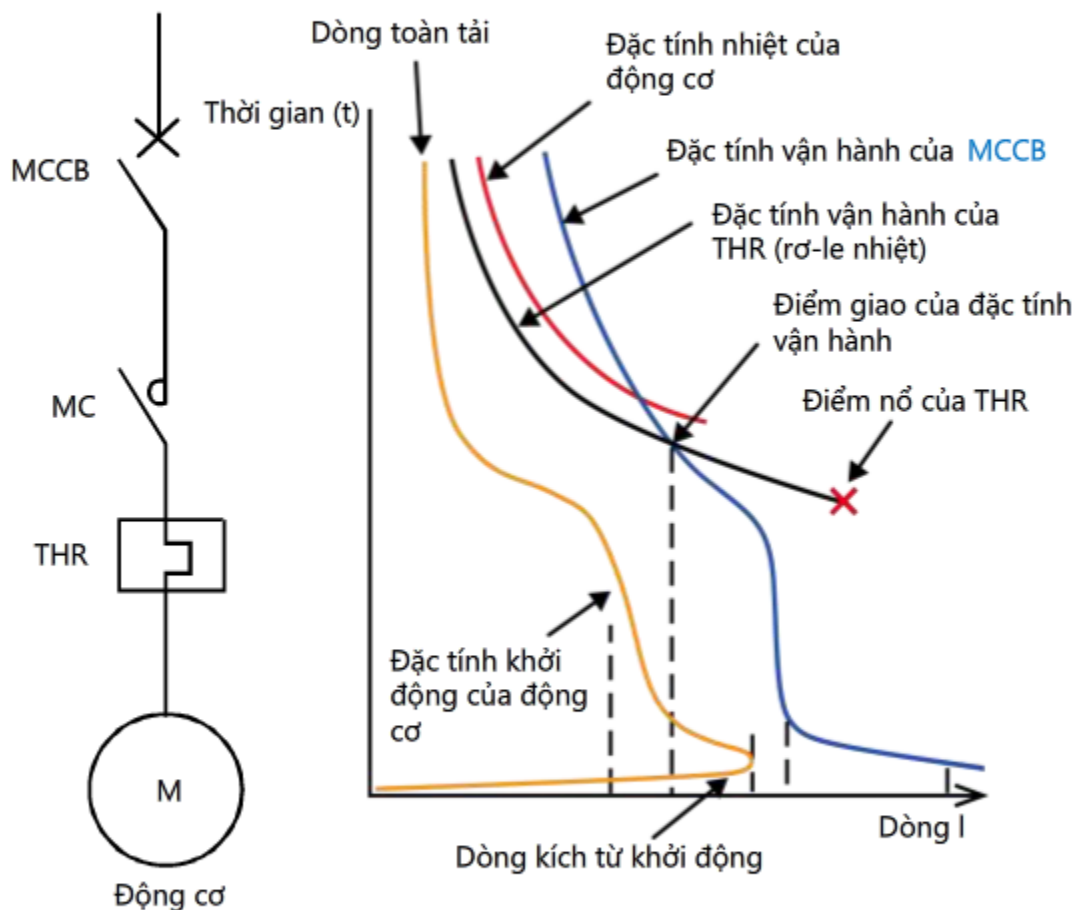 Dòng toàn tải
Đặc tính nhiệt của
động cơ
Thời gian (t)
MCCB
Đặc tính vận hành của MCCB
Đặc tính vận hành của
THR (rơ-le nhiệt)
Điểm giao của đặc tính
vận hành
MC
Điểm nổ của THR
THR
Đặc tính khởi
động của động
cơ
M
Dòng I
Dòng kích từ khởi động
Động cơ